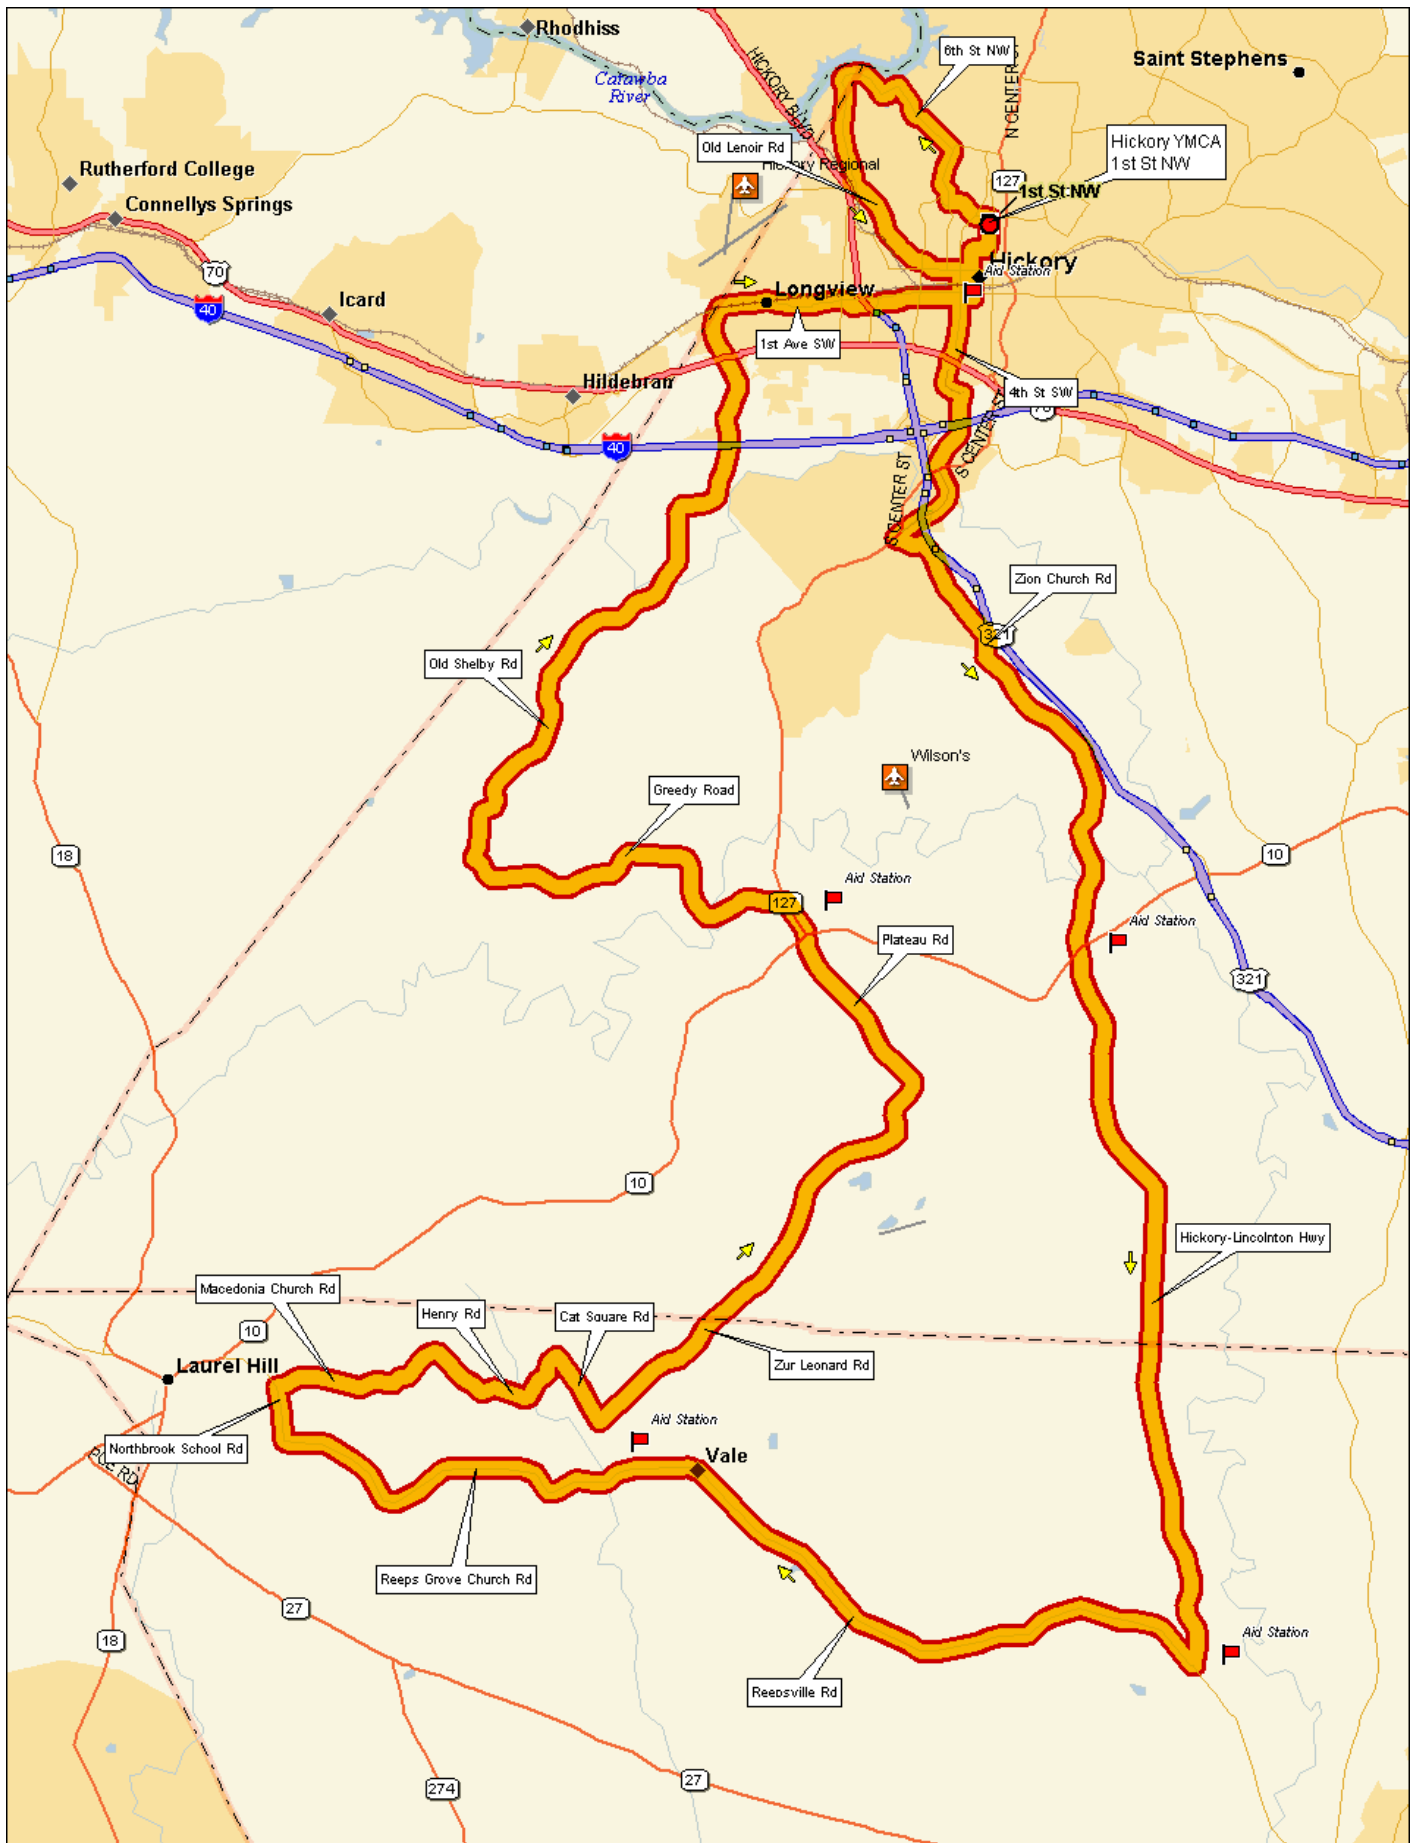 Rhodhiss
6th St NW
Saint Stephens
Catawba
River
HICKORY BLVD
N CENTER S
Old Lenoir Rd
Hickory YMCA
1st St NW
Hickory Regional
Rutherford College
127
1st St NW
Connellys Springs
Hickory
Aid Station
70
Longview
40
Icard
1st Ave SW
Hildebran
4th St SW
70
40
S CENTER ST
S CENTER ST
Zion Church Rd
321
Old Shelby Rd
Wilson's
Greedy Road
18
10
Aid Station
127
Aid Station
Plateau Rd
321
10
Hickory-Lincolnton Hwy
Macedonia Church Rd
Henry Rd
Cat Square Rd
10
Laurel Hill
Zur Leonard Rd
Aid Station
Northbrook School Rd
Vale
Reeps Grove Church Rd
27
18
Aid Station
Reepsville Rd
274
27